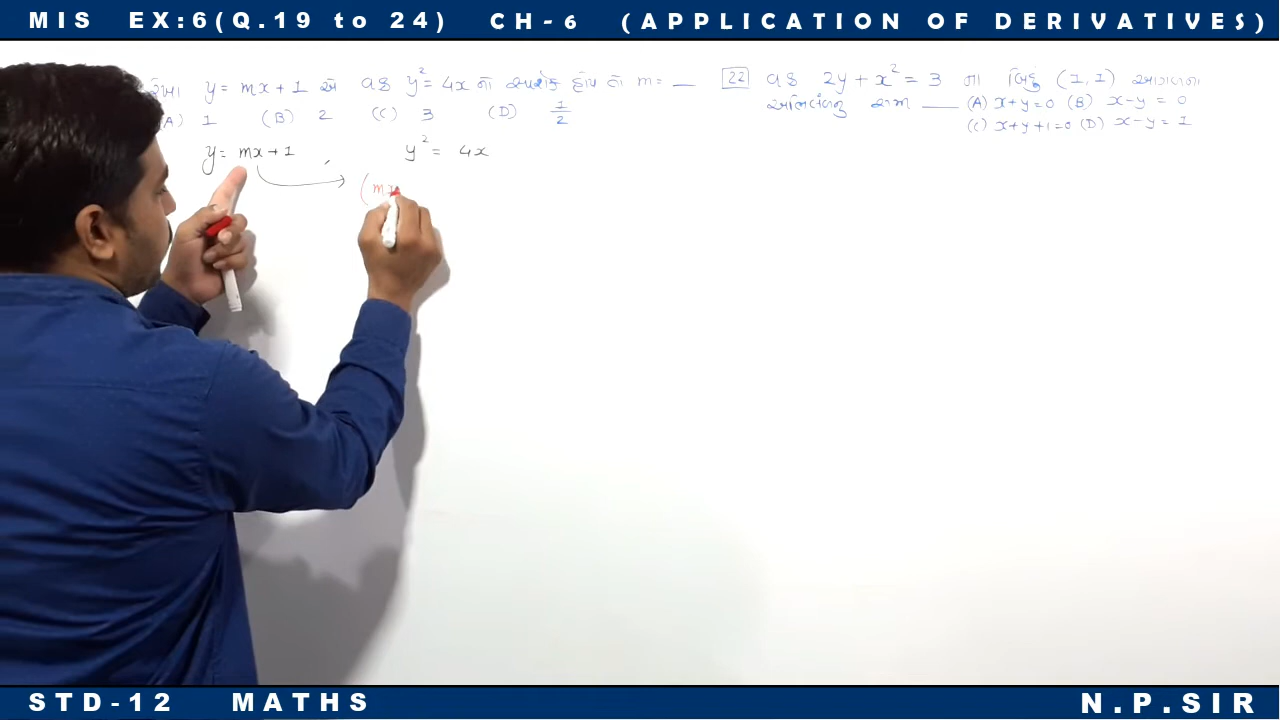 MIS EX:6(Q.19 to 24) CH-6 (APPLICATION OF DERIVATIVES)
y = mx + 1 એ વક્ર y² = 4x નો સ્પર્શક હોય તો m = __
(A) 1 (B) 2 (C) 3 (D) 1/2
22 વક્ર 2y + x² = 3 ના બિંદુ (1,1) આગળના
અભિલંબનું સમી ___ (A) x+y=0 (B) x-y = 0
(C) x+y+1=0 (D) x-y = 1
y = mx + 1 , y² = 4x
(mx
STD-12 MATHS N.P.SIR